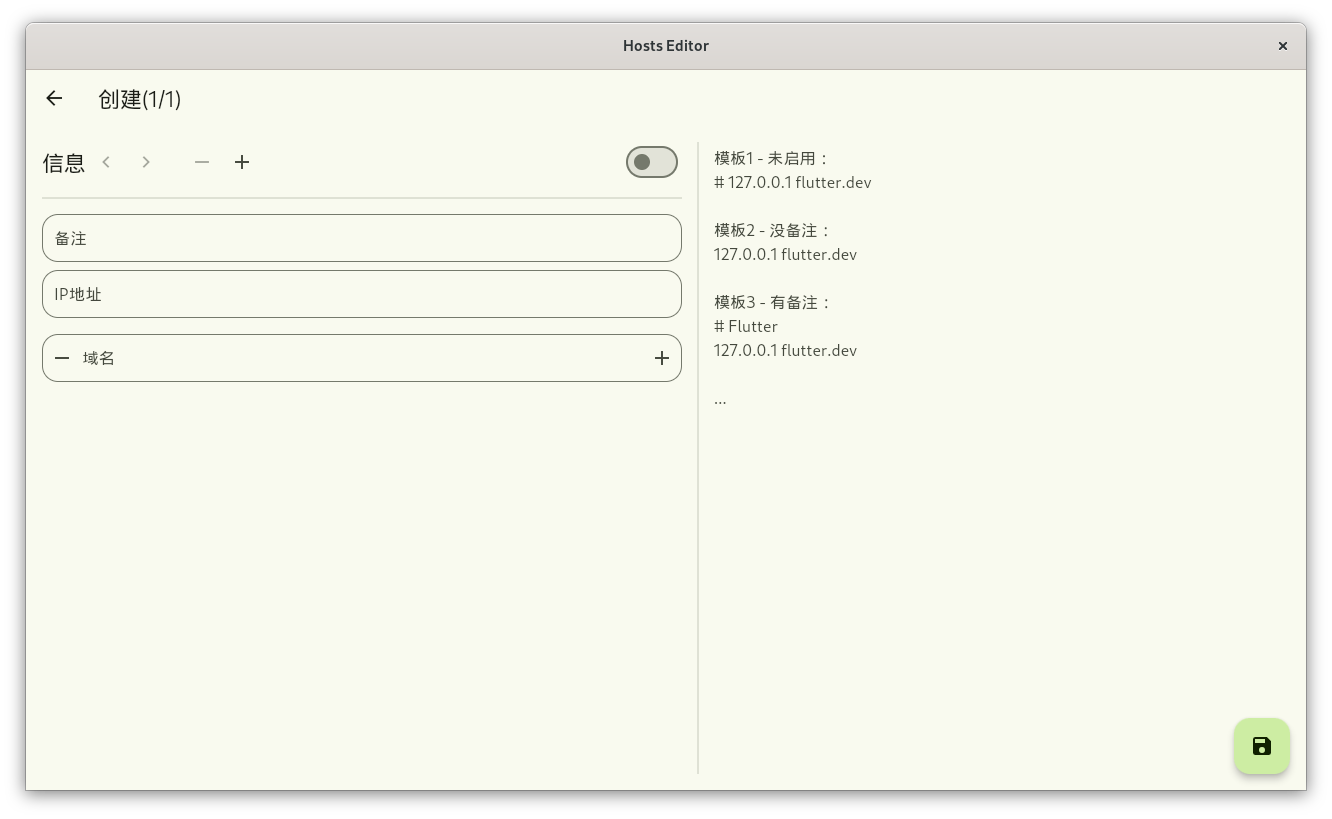 Hosts Editor
创建(1/1)
信息
备注
IP地址
域名
模板1 - 未启用：
# 127.0.0.1 flutter.dev
模板2 - 没备注：
127.0.0.1 flutter.dev
模板3 - 有备注：
# Flutter
127.0.0.1 flutter.dev
...